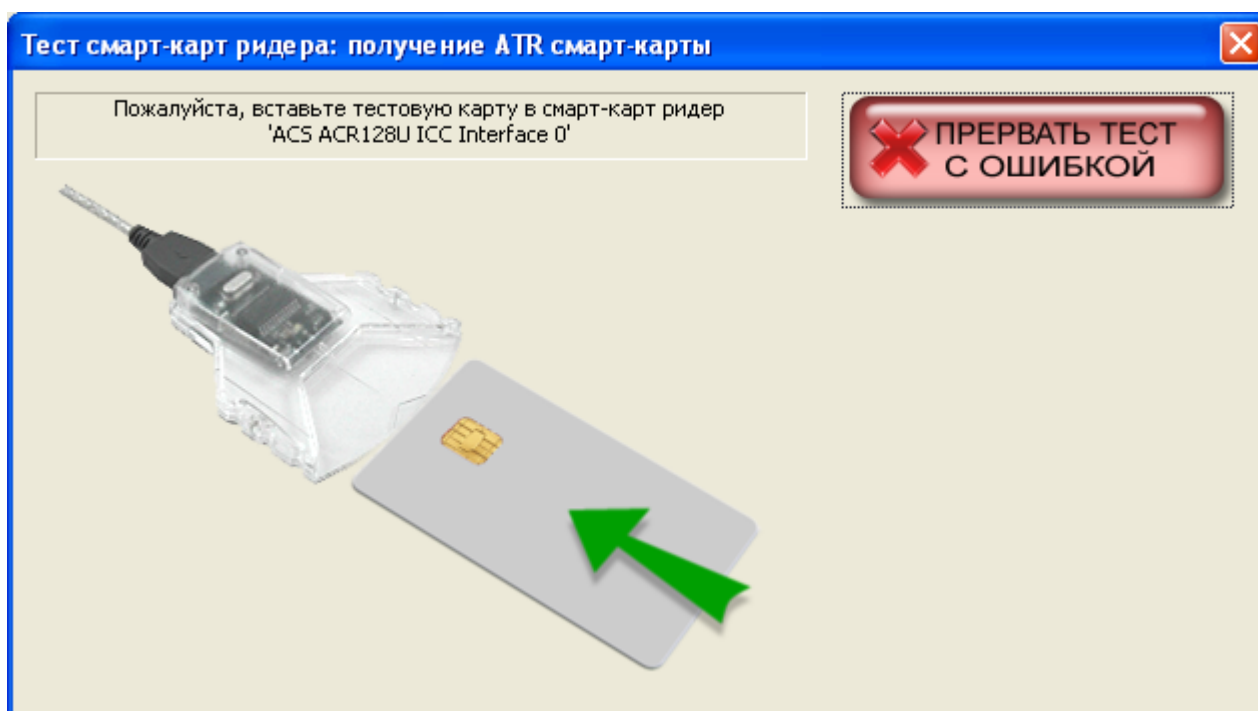 Тест смарт-карт ридера: получение ATR смарт-карты
Пожалуйста, вставьте тестовую карту в смарт-карт ридер
'ACS ACR128U ICC Interface 0'
ПРЕРВАТЬ ТЕСТ
С ОШИБКОЙ